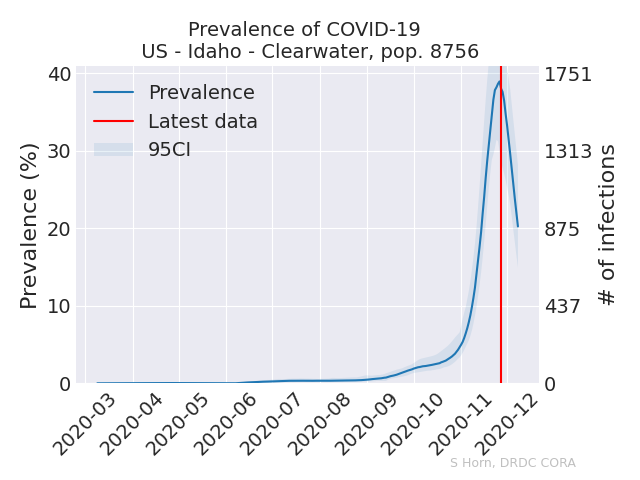 Prevalence of COVID-19
US - Idaho - Clearwater, pop. 8756
Prevalence
Latest data
95CI
Prevalence (%)
40
30
20
10
0
1751
1313
875
437
0
# of infections
2020-03
2020-04
2020-05
2020-06
2020-07
2020-08
2020-09
2020-10
2020-11
2020-12
S Horn, DRDC CORA